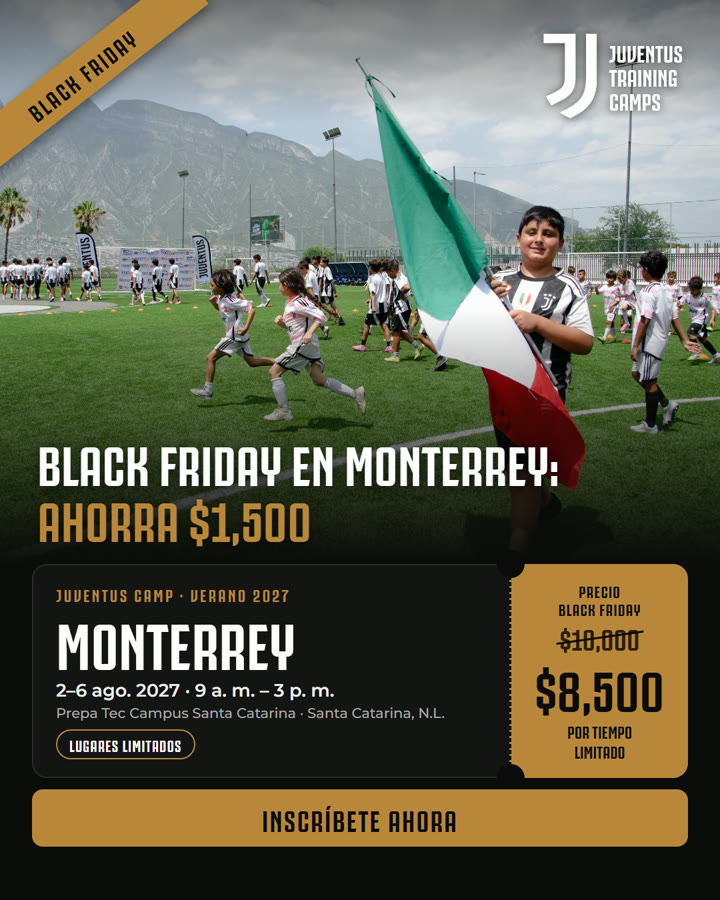 BLACK FRIDAY
JUVENTUS
TRAINING
CAMPS
JUVENTUS
JUVENTUS
BLACK FRIDAY EN MONTERREY:
AHORRA $1,500
JUVENTUS CAMP · VERANO 2027
MONTERREY
2–6 ago. 2027 · 9 a. m. – 3 p. m.
Prepa Tec Campus Santa Catarina · Santa Catarina, N.L.
LUGARES LIMITADOS
PRECIO
BLACK FRIDAY
$10,000
$8,500
POR TIEMPO
LIMITADO
INSCRÍBETE AHORA